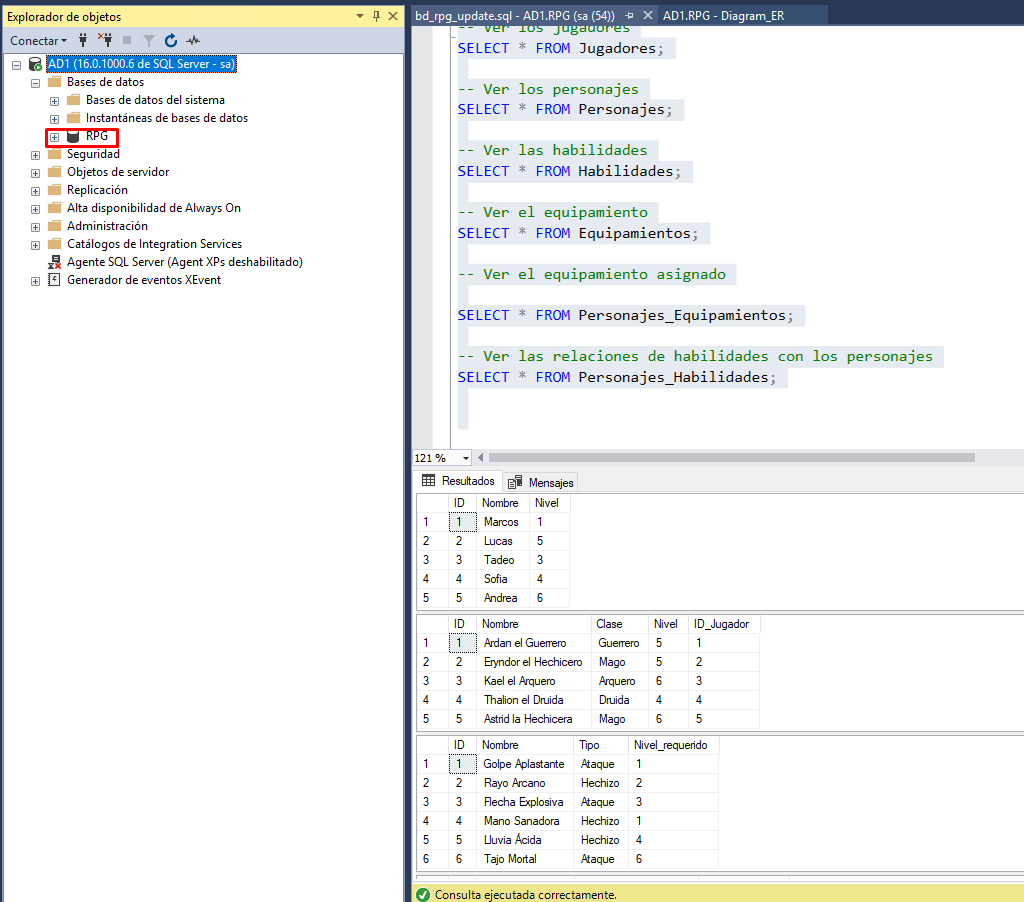 Explorador de objetos
Conectar
AD1 (16.0.1000.6 de SQL Server - sa)
Bases de datos
Bases de datos del sistema
Instantáneas de bases de datos
RPG
Seguridad
Objetos de servidor
Replicación
Alta disponibilidad de Always On
Administración
Catálogos de Integration Services
Agente SQL Server (Agent XPs deshabilitado)
Generador de eventos XEvent
bd_rpg_update.sql - AD1.RPG (sa (54)) AD1.RPG - Diagram_ER
-- Ver los jugadores
SELECT * FROM Jugadores;
-- Ver los personajes
SELECT * FROM Personajes;
-- Ver las habilidades
SELECT * FROM Habilidades;
-- Ver el equipamiento
SELECT * FROM Equipamientos;
-- Ver el equipamiento asignado
SELECT * FROM Personajes_Equipamientos;
-- Ver las relaciones de habilidades con los personajes
SELECT * FROM Personajes_Habilidades;
121 %
Resultados Mensajes
ID Nombre Nivel
1 1 Marcos 1
2 2 Lucas 5
3 3 Tadeo 3
4 4 Sofia 4
5 5 Andrea 6
ID Nombre Clase Nivel ID_Jugador
1 1 Ardan el Guerrero Guerrero 5 1
2 2 Eryndor el Hechicero Mago 5 2
3 3 Kael el Arquero Arquero 6 3
4 4 Thalion el Druida Druida 4 4
5 5 Astrid la Hechicera Mago 6 5
ID Nombre Tipo Nivel_requerido
1 1 Golpe Aplastante Ataque 1
2 2 Rayo Arcano Hechizo 2
3 3 Flecha Explosiva Ataque 3
4 4 Mano Sanadora Hechizo 1
5 5 Lluvia Ácida Hechizo 4
6 6 Tajo Mortal Ataque 6
Consulta ejecutada correctamente.